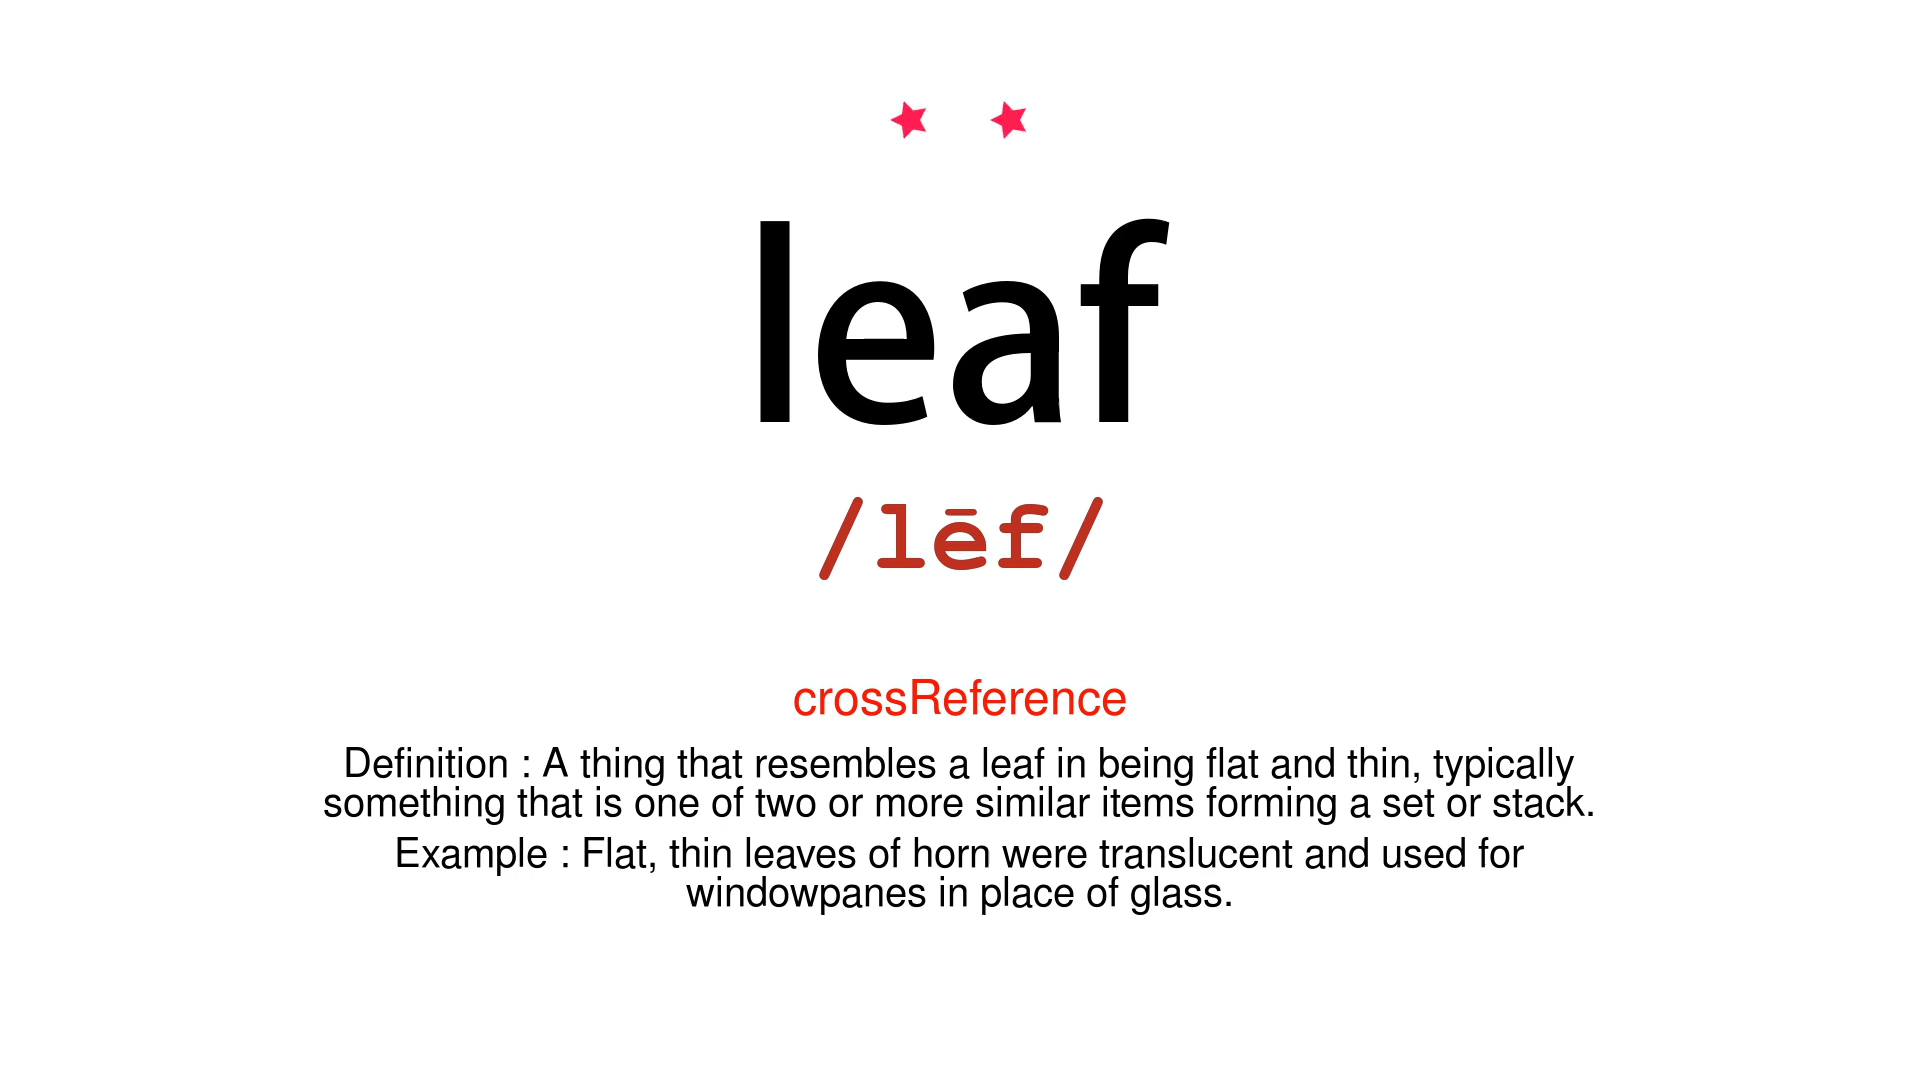 leaf
/lēf/
crossReference
Definition : A thing that resembles a leaf in being flat and thin, typically
something that is one of two or more similar items forming a set or stack.
Example : Flat, thin leaves of horn were translucent and used for
windowpanes in place of glass.